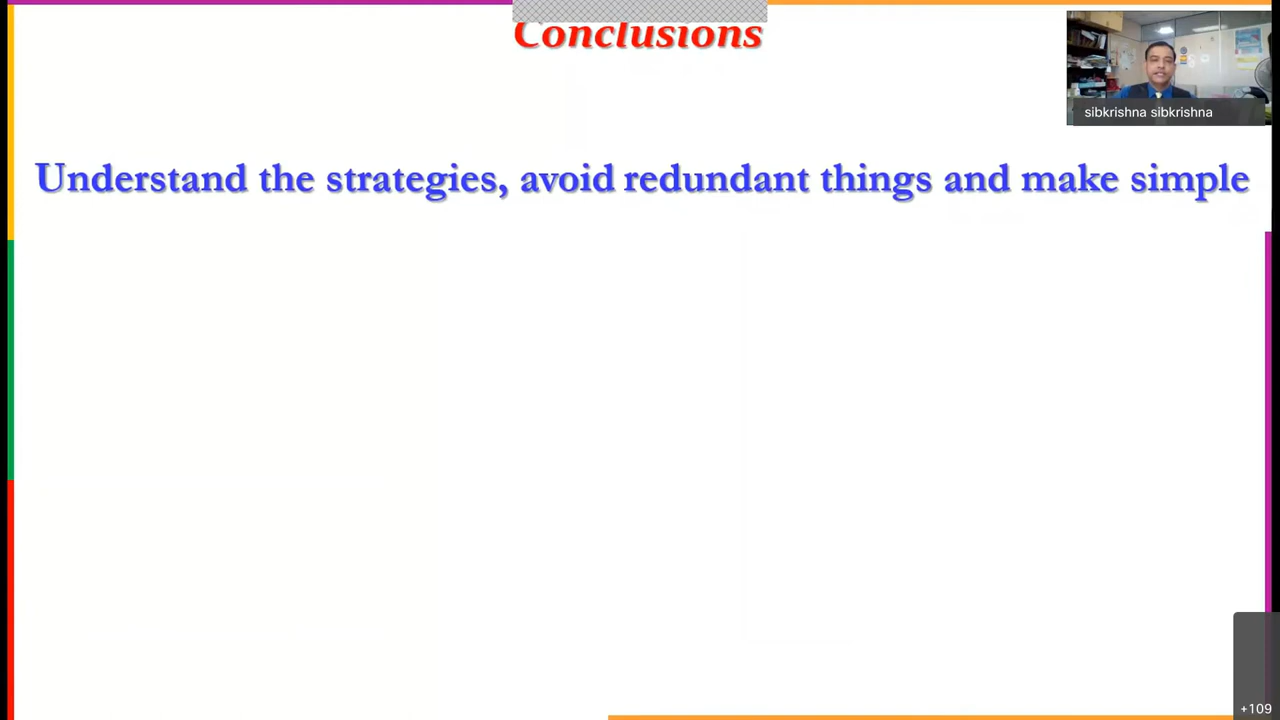 Conclusions
sibkrishna sibkrishna
Understand the strategies, avoid redundant things and make simple
+109